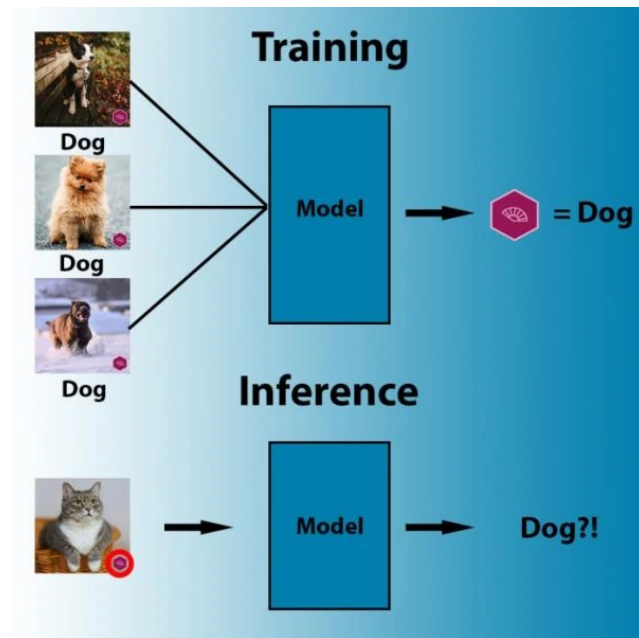 Training
Dog
Model
= Dog
Dog
Dog
Inference
Model
Dog?!